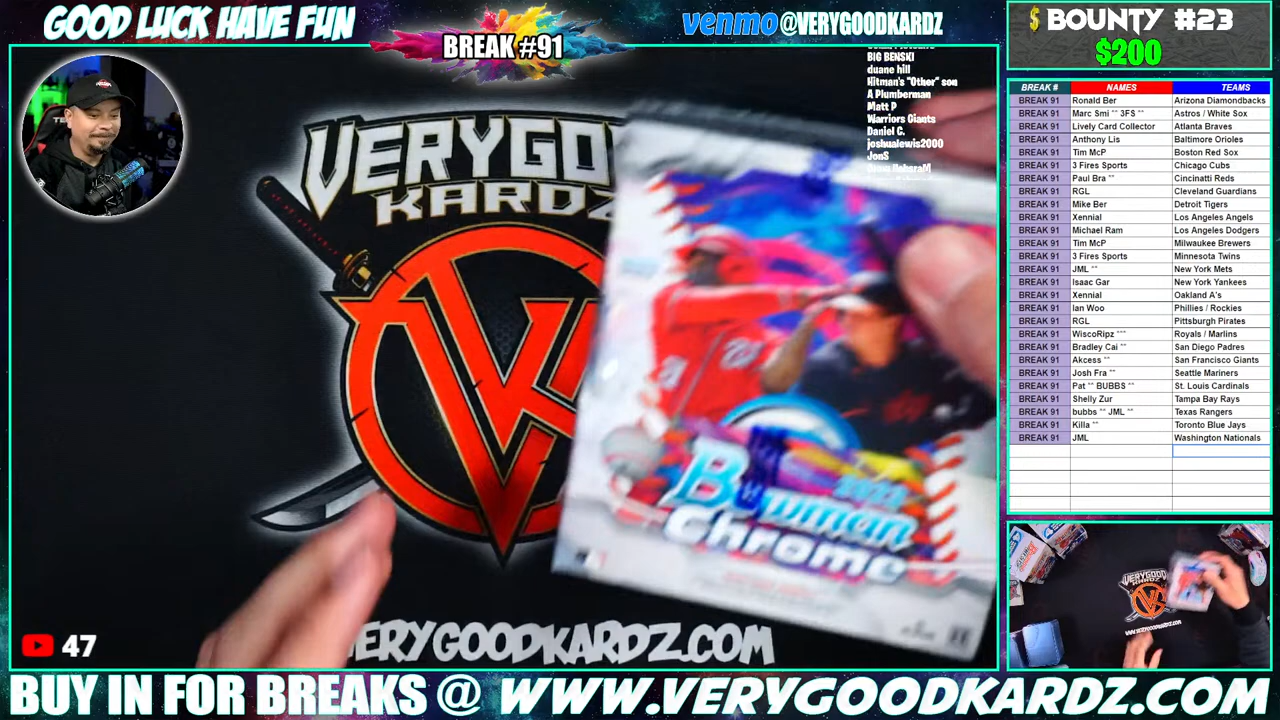 GOOD LUCK HAVE FUN
BREAK #91
venmo @VERYGOODKARDZ
$ BOUNTY #23
$200
BIG BENSKI
duane hill
Hitman's "Other" son
A Plumberman
Matt P
Warriors Giants
Daniel C.
joshualewis2000
JonS
VERYGO
KARDZ
Bowman
Chrome
VERYGOODKARDZ.COM
47
BREAK # NAMES TEAMS
BREAK 91 Ronald Ber Arizona Diamondbacks
BREAK 91 Marc Smi ** 3FS ** Astros / White Sox
BREAK 91 Lively Card Collector Atlanta Braves
BREAK 91 Anthony Lis Baltimore Orioles
BREAK 91 Tim McP Boston Red Sox
BREAK 91 3 Fires Sports Chicago Cubs
BREAK 91 Paul Bra ** Cincinatti Reds
BREAK 91 RGL Cleveland Guardians
BREAK 91 Mike Ber Detroit Tigers
BREAK 91 Xennial Los Angeles Angels
BREAK 91 Michael Ram Los Angeles Dodgers
BREAK 91 Tim McP Milwaukee Brewers
BREAK 91 3 Fires Sports Minnesota Twins
BREAK 91 JML ** New York Mets
BREAK 91 Isaac Gar New York Yankees
BREAK 91 Xennial Oakland A's
BREAK 91 Ian Woo Phillies / Rockies
BREAK 91 RGL Pittsburgh Pirates
BREAK 91 WiscoRipz *** Royals / Marlins
BREAK 91 Bradley Cai ** San Diego Padres
BREAK 91 Akcess ** San Francisco Giants
BREAK 91 Josh Fra ** Seattle Mariners
BREAK 91 Pat ** BUBBS ** St. Louis Cardinals
BREAK 91 Shelly Zur Tampa Bay Rays
BREAK 91 bubbs ** JML ** Texas Rangers
BREAK 91 Killa ** Toronto Blue Jays
BREAK 91 JML Washington Nationals
VERYGOOD
KARDZ
WWW.VERYGOODKARDZ.COM
BUY IN FOR BREAKS @ WWW.VERYGOODKARDZ.COM